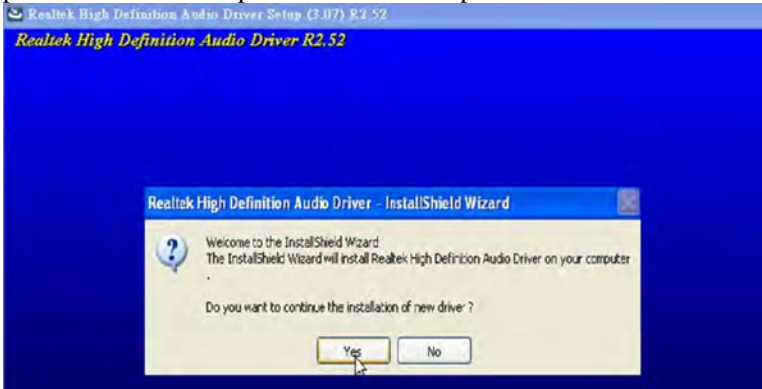 Realtek High Definition Audio Driver Setup (3.07) R2.52
Realtek High Definition Audio Driver R2.52
Realtek High Definition Audio Driver - InstallShield Wizard
Welcome to the InstallShield Wizard
The InstallShield Wizard will install Realtek High Definition Audio Driver on your computer
.
Do you want to continue the installation of new driver ?
Yes No